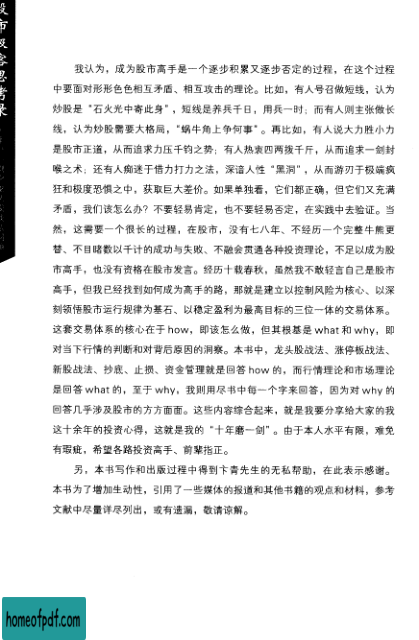 股市刺客思考录
我认为，成为股市高手是一个逐步积累又逐步否定的过程，在这个过程
中要面对形形色色相互矛盾、相互攻击的理论。比如，有人号召做短线，认为
炒股是“石火光中寄此身”，短线是养兵千日，用兵一时；而有人则主张做长
线，认为炒股需要大格局，“蜗牛角上争何事”。再比如，有人说大力胜小力
是股市正道，从而追求力压千钧之势；有人热衷四两拨千斤，从而追求一剑封
喉之术；还有人痴迷于借力打力之法，深谙人性“黑洞”，从而游刃于极端疯
狂和极度恐惧之中，获取巨大差价。如果单独看，它们都正确，但它们又充满
矛盾，我们该怎么办？不要轻易肯定，也不要轻易否定，在实践中去验证。当
然，这需要一个很长的过程，在股市，没有七八年、不经历一个完整牛熊更
替、不目睹数以千计的成功与失败、不融会贯通各种投资理论，不足以成为股
市高手，也没有资格在股市发言。经历十载春秋，虽然我不敢轻言自己是股市
高手，但我已经找到如何成为高手的路，那就是建立以控制风险为核心、以深
刻领悟股市运行规律为基石、以稳定盈利为最高目标的三位一体的交易体系。
这套交易体系的核心在于how，即该怎么做，但其根基是what和why，即
对当下行情的判断和对背后原因的洞察。本书中，龙头股战法、涨停板战法、
新股战法、抄底、止损、资金管理就是回答how的，而行情理论和市场理论
是回答what的，至于why，我则用尽书中每一个字来回答，因为对why的
回答几乎涉及股市的方方面面。这些内容综合起来，就是我要分享给大家的我
这十余年的投资心得，这就是我的“十年磨一剑”。由于本人水平有限，难免
有瑕疵，希望各路投资高手、前辈指正。
另，本书写作和出版过程中得到卞青先生的无私帮助，在此表示感谢。
本书为了增加生动性，引用了一些媒体的报道和其他书籍的观点和材料，参考
文献中尽量详尽列出，或有遗漏，敬请谅解。
homeofpdf.com